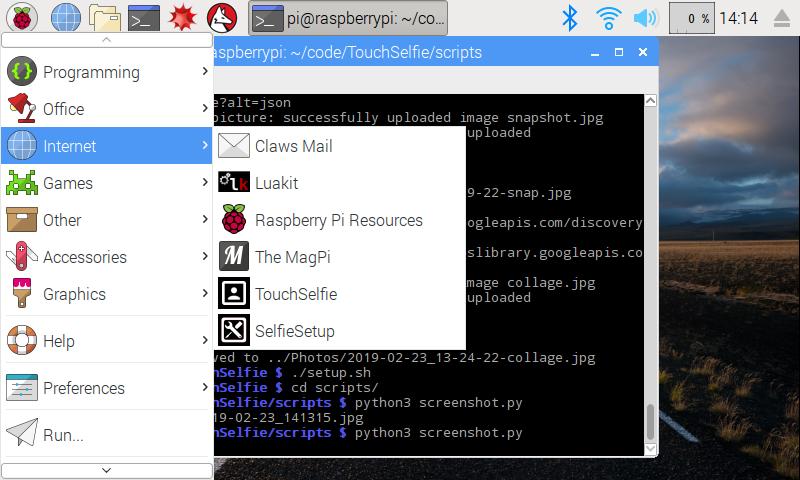 pi@raspberrypi: ~/co...
0 %
14:14
aspberrypi: ~/code/TouchSelfie/scripts
Programming
Office
Internet
Games
Other
Accessories
Graphics
Help
Preferences
Run...
Claws Mail
Luakit
Raspberry Pi Resources
The MagPi
TouchSelfie
SelfieSetup
e?alt=json
picture: successfully uploaded image snapshot.jpg
uploaded
9-22-snap.jpg
ogleapis.com/discovery
slibrary.googleapis.co
mage collage.jpg
uploaded
ved to ../Photos/2019-02-23_13-24-22-collage.jpg
hSelfie $ ./setup.sh
hSelfie $ cd scripts/
hSelfie/scripts $ python3 screenshot.py
19-02-23_141315.jpg
hSelfie/scripts $ python3 screenshot.py